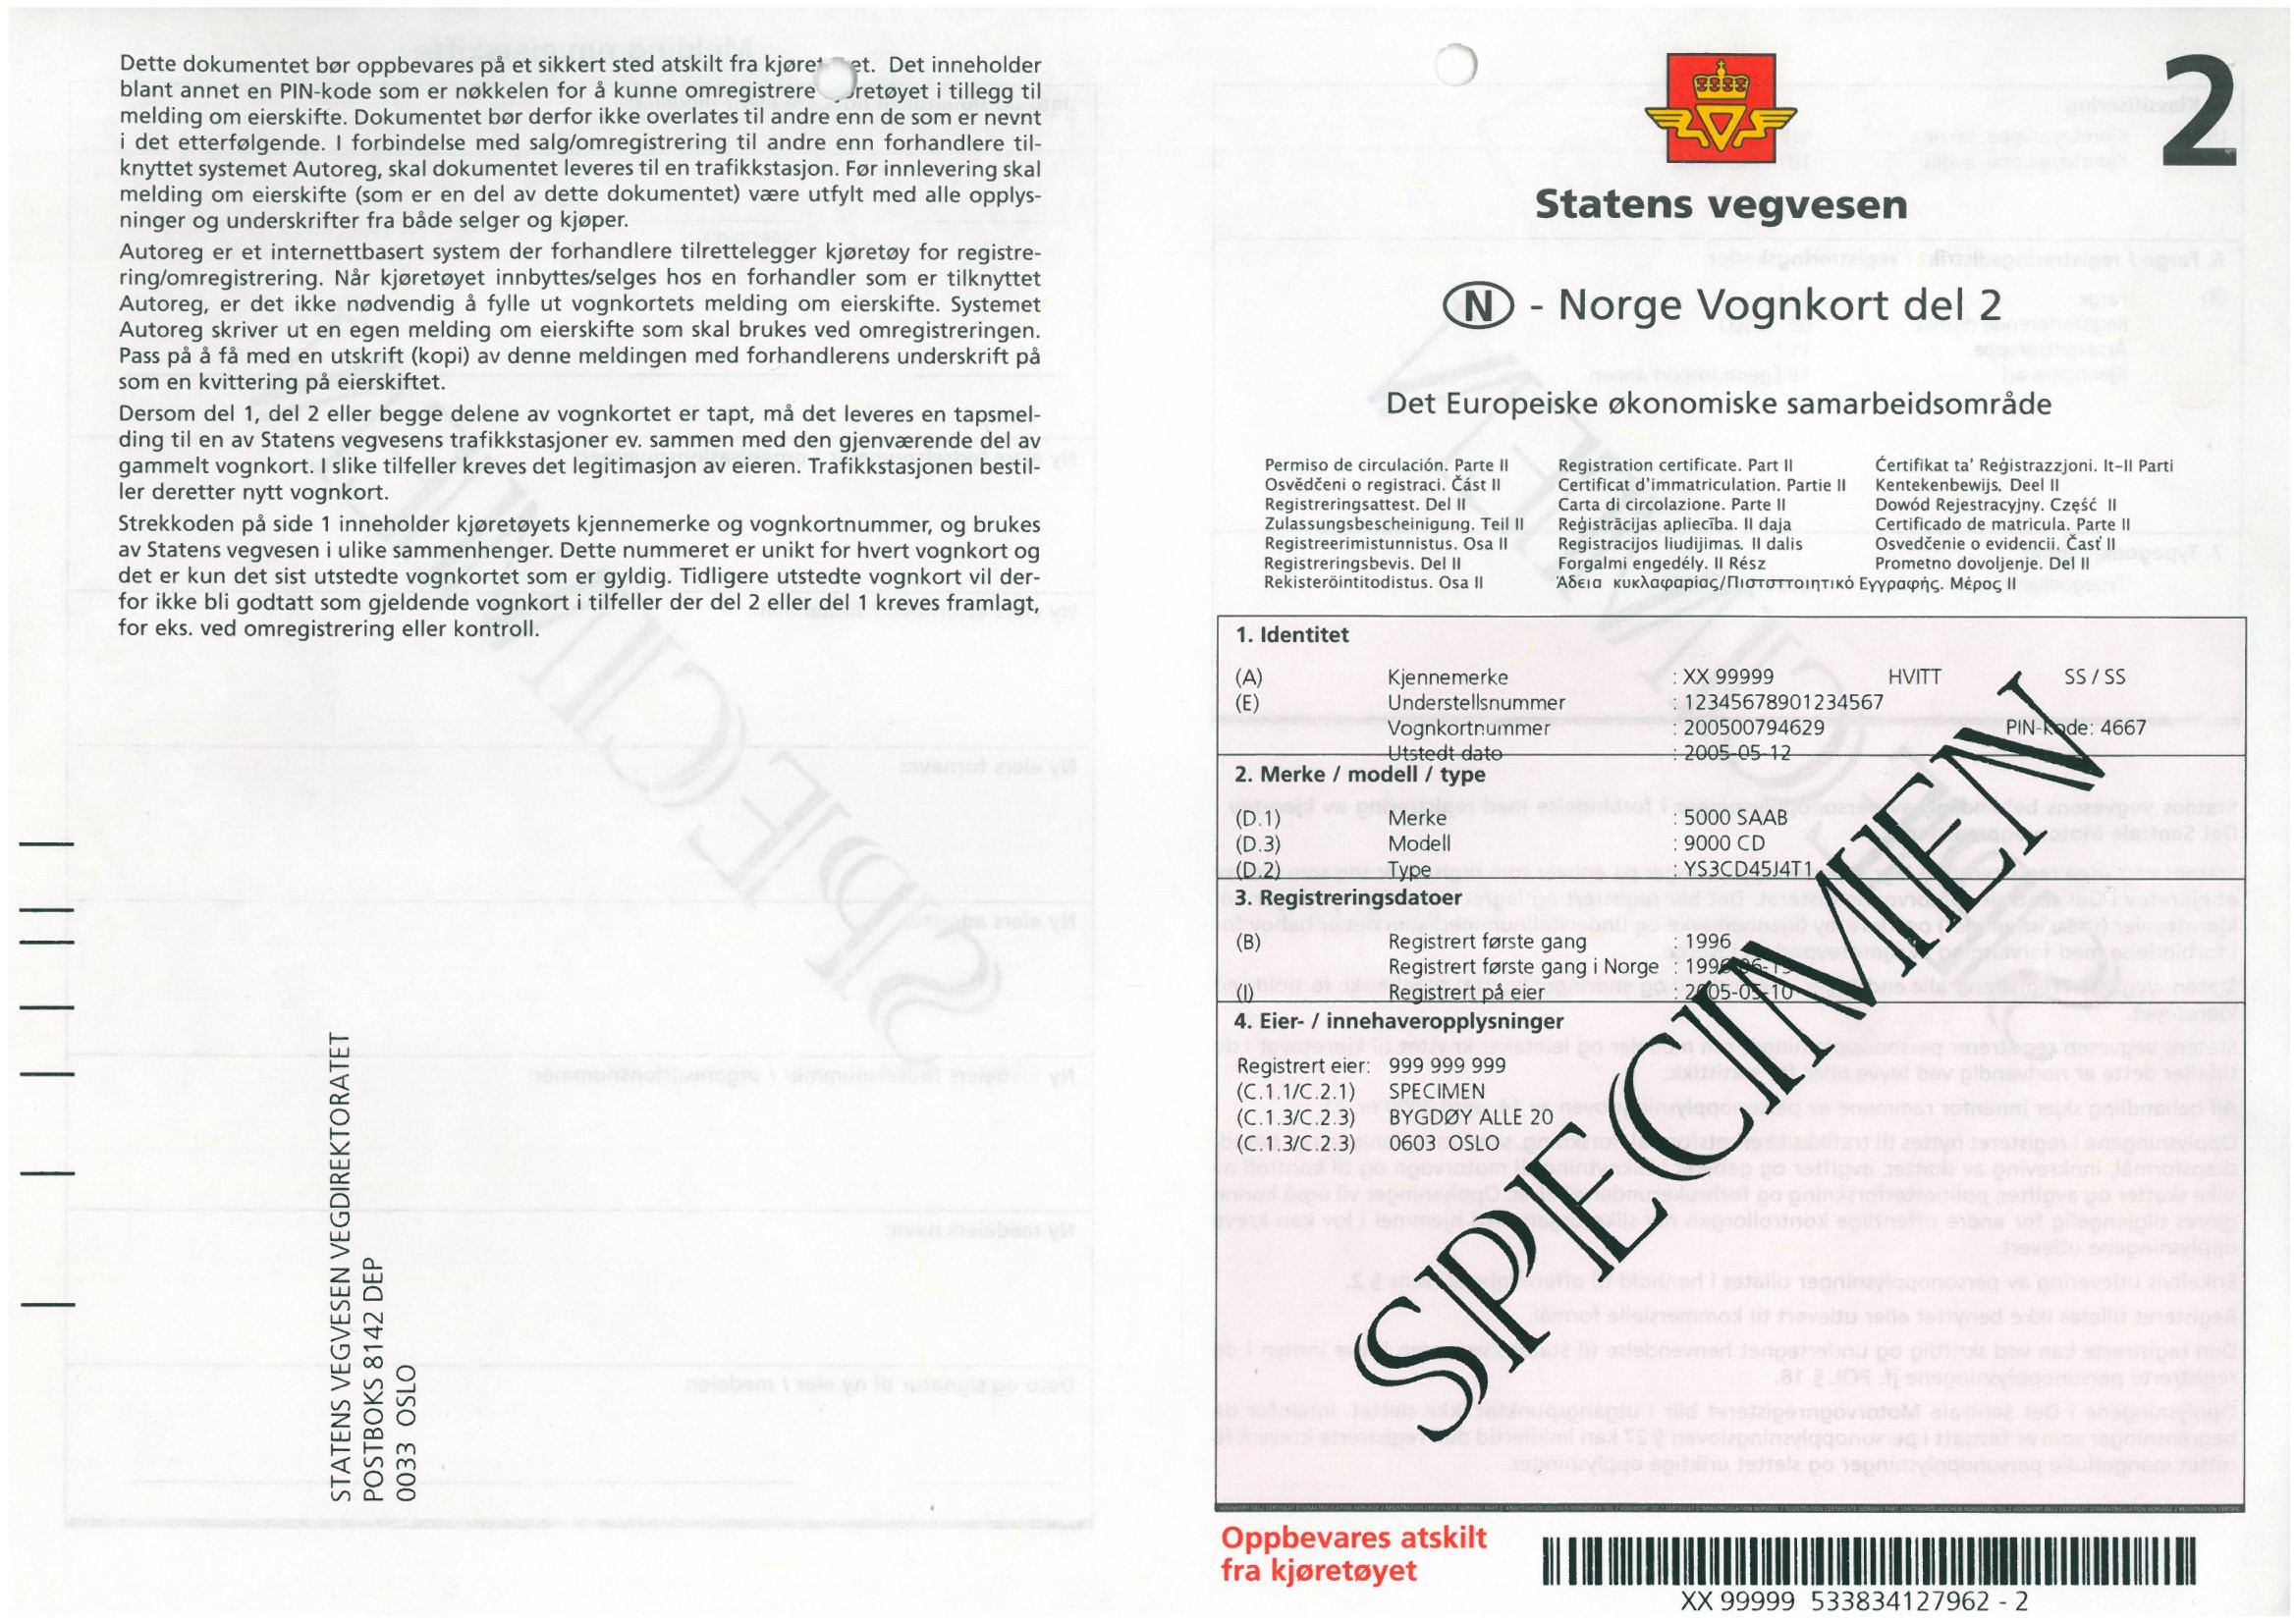 Dette dokumentet bør oppbevares på et sikkert sted atskilt fra et. Det inneholder
blant annet en PIN-kode som er nøkkelen for å kunne omregistrere i tillegg til
melding om eierskifte. Dokumentet bør derfor ikke overlates til andre enn de som er nevnt
i det etterfølgende. I forbindelse med salg/omregistrering til andre enn forhandlere til-
knyttet systemet Autoreg, skal dokumentet leveres til en trafikkstasjon. Før innlevering skal
melding om eierskifte (som er en del av dette dokumentet) være utfylt med alle opplys-
ninger og underskrifter fra både selger og kjøper.
Autoreg er et internettbasert system der forhandlere tilrettelegger kjøretøy for registre-
ring/omregistrering. Når kjøretøyet innbyttes/selges hos en forhandler som er tilknyttet
Autoreg, er det ikke nødvendig å fylle ut vognkortets melding om eierskifte. Systemet
Autoreg skriver ut en egen melding om eierskifte som skal brukes ved omregistreringen.
Pass på å få med en utskrift (kopi) av denne meldingen med forhandlerens underskrift på
som en kvittering på eierskiftet.
Dersom del 1, del 2 eller begge delene av vognkortet er tapt, må det leveres en tapsmel-
ding til en av Statens vegvesens trafikkstasjoner ev. sammen med den gjenværende del av
gammelt vognkort. I slike tilfeller kreves det legitimasjon av eieren. Trafikkstasjonen bestil-
ler deretter nytt vognkort.
Strekkoden på side 1 inneholder kjøretøyets kjennemerke og vognkortnummer, og brukes
av Statens vegvesen i ulike sammenhenger. Dette nummeret er unikt for hvert vognkort og
det er kun det sist utstedte vognkortet som er gyldig. Tidligere utstedte vognkort vil der-
for ikke bli godtatt som gjeldende vognkort i tilfeller der del 2 eller del 1 kreves framlagt,
for eks. ved omregistrering eller kontroll.
STATENS VEGVESEN VEGDIREKTORATET
POSTBOKS 8142 DEP
0033 OSLO
2
Statens vegvesen
N - Norge Vognkort del 2
Det Europeiske økonomiske samarbeidsområde
Permiso de circulación. Parte II Registration certificate. Part II Ċertifikat ta' Reġistrazzjoni. It-II Parti
Osvědčeni o registraci. Část II Certificat d'immatriculation. Partie II Kentekenbewijs. Deel II
Registreringsattest. Del II Carta di circolazione. Parte II Dowód Rejestracyjny. Część II
Zulassungsbescheinigung. Teil II Reģistrācijas apliecība. II daja Certificado de matricula. Parte II
Registreerimistunnistus. Osa II Registracijos liudijimas. II dalis Osvedčenie o evidencii. Časť II
Registreringsbevis. Del II Forgalmi engedély. II Rész Prometno dovoljenje. Del II
Rekisteröintitodistus. Osa II Άδεια κυκλαφαρίας/Πιστοποιητικό Εγγραφής. Μέρος II
1. Identitet
(A) Kjennemerke : XX 99999 HVITT SS / SS
(E) Understellsnummer : 12345678901234567
Vognkortnummer : 200500794629 PIN-kode: 4667
Utstedt dato : 2005-05-12
2. Merke / modell / type
(D.1) Merke : 5000 SAAB
(D.3) Modell : 9000 CD
(D.2) Type : YS3CD45J4T1
3. Registreringsdatoer
(B) Registrert første gang : 1996
Registrert første gang i Norge : 1996-06-13
(I) Registrert på eier : 2005-05-10
4. Eier- / innehaveropplysninger
Registrert eier: 999 999 999
(C.1.1/C.2.1) SPECIMEN
(C.1.3/C.2.3) BYGDØY ALLE 20
(C.1.3/C.2.3) 0603 OSLO
SPECIMEN
Oppbevares atskilt
fra kjøretøyet
XX 99999 533834127962 - 2